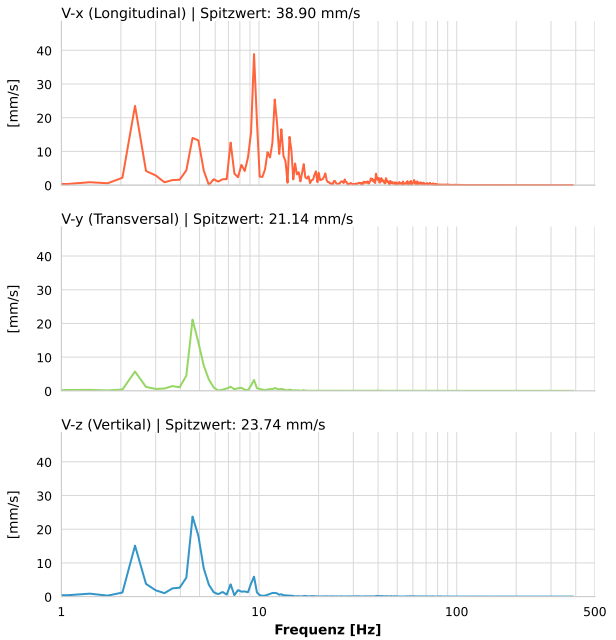 V-x (Longitudinal) | Spitzwert: 38.90 mm/s
40
30
20
10
0
[mm/s]
V-y (Transversal) | Spitzwert: 21.14 mm/s
40
30
20
10
0
[mm/s]
V-z (Vertikal) | Spitzwert: 23.74 mm/s
40
30
20
10
0
[mm/s]
1 10 100 500
Frequenz [Hz]